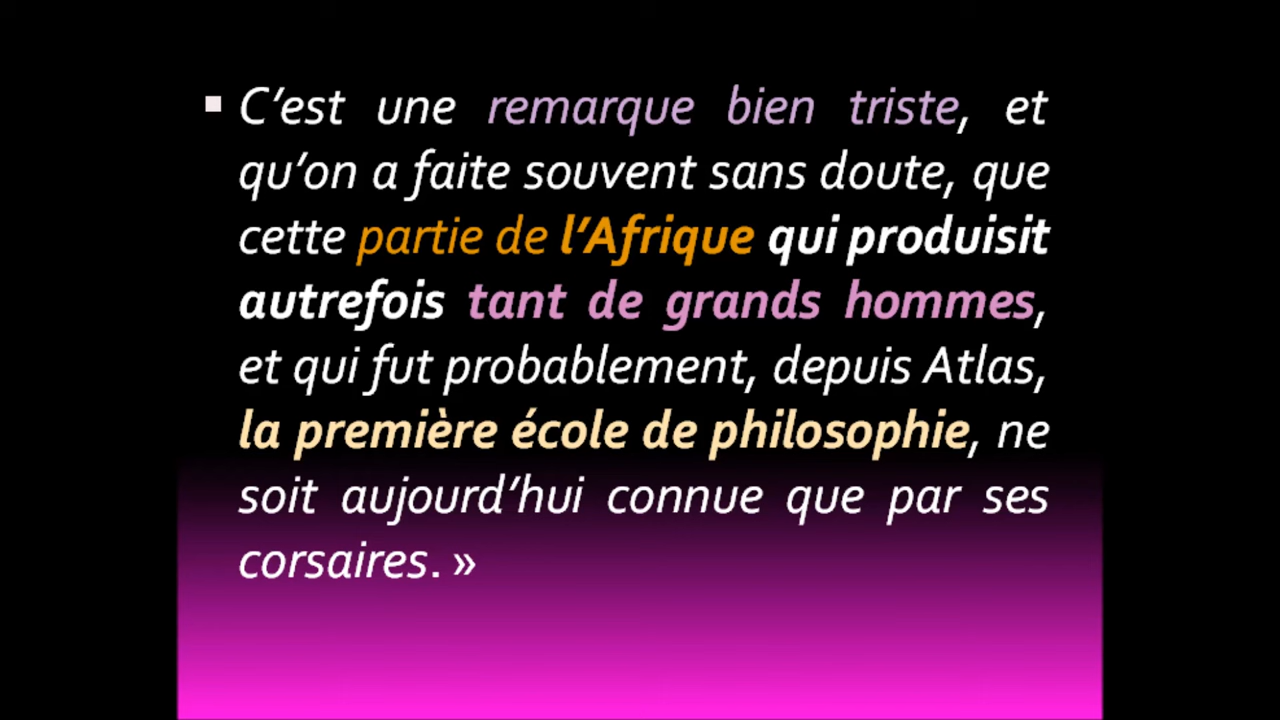 ▪ C’est une remarque bien triste, et
qu’on a faite souvent sans doute, que
cette partie de l’Afrique qui produisit
autrefois tant de grands hommes,
et qui fut probablement, depuis Atlas,
la première école de philosophie, ne
soit aujourd’hui connue que par ses
corsaires. »